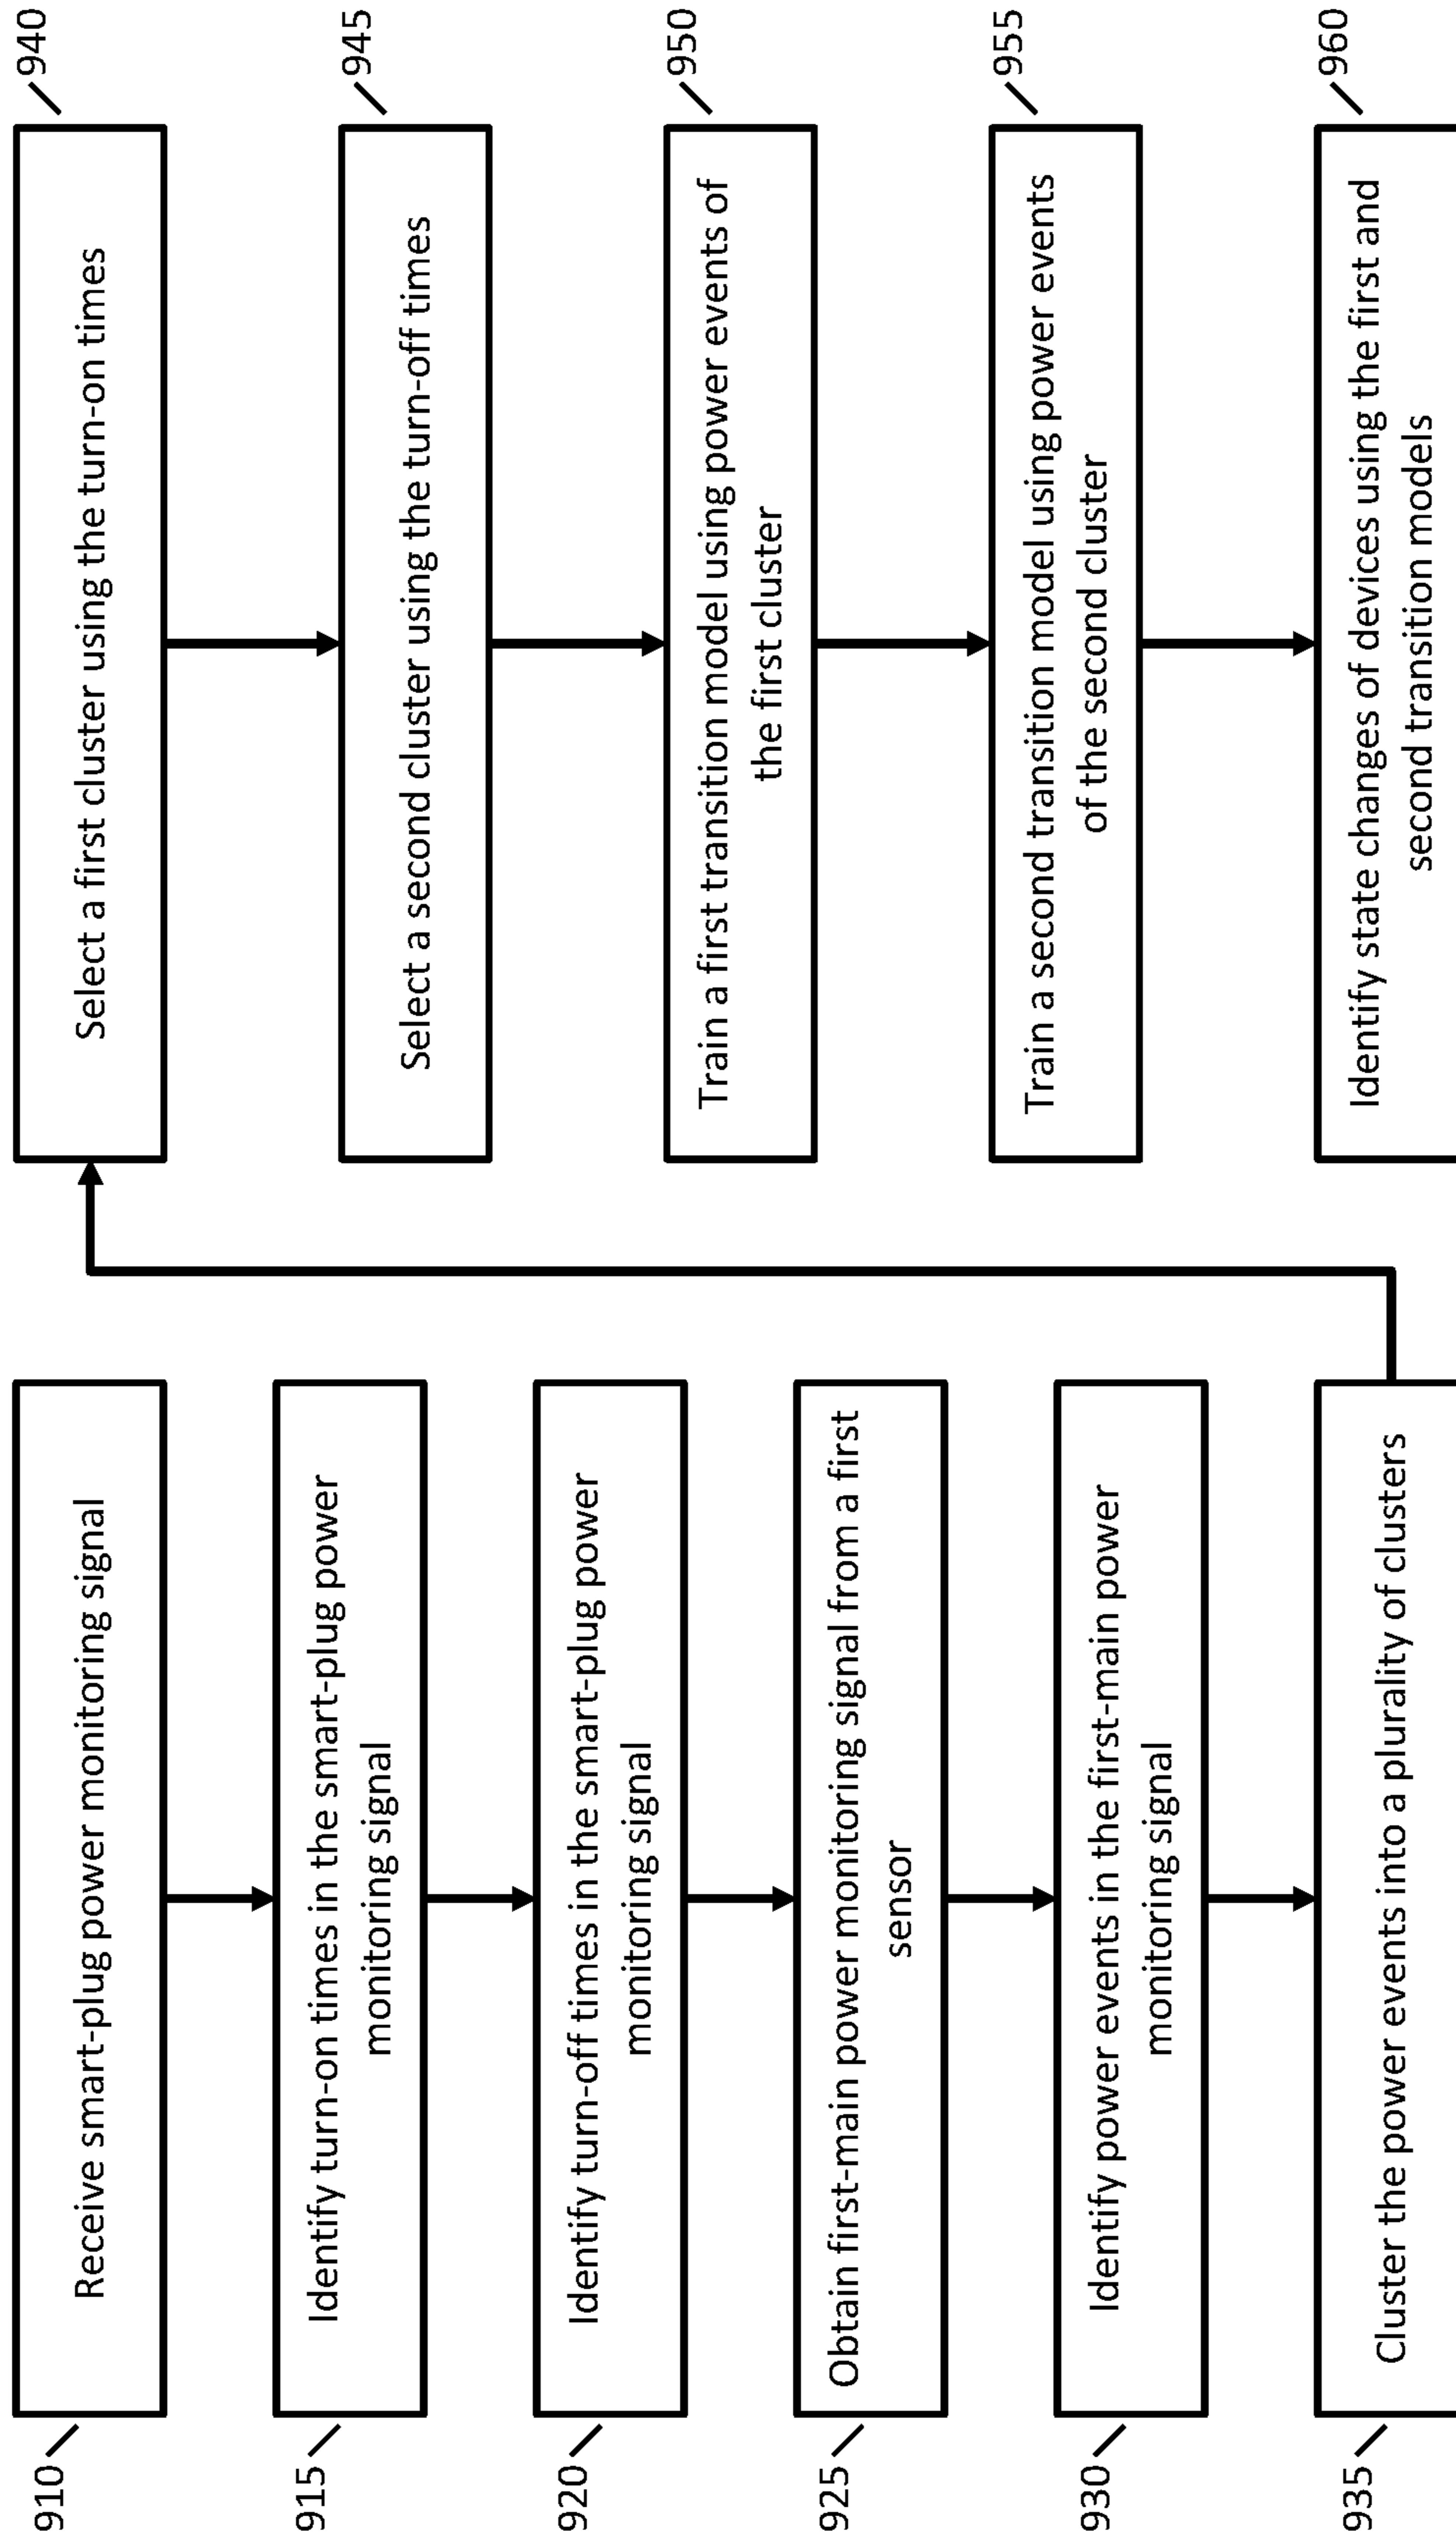 910
Receive smart-plug power monitoring signal
915
Identify turn-on times in the smart-plug power
monitoring signal
920
Identify turn-off times in the smart-plug power
monitoring signal
925
Obtain first-main power monitoring signal from a first
sensor
930
Identify power events in the first-main power
monitoring signal
935
Cluster the power events into a plurality of clusters
940
Select a first cluster using the turn-on times
945
Select a second cluster using the turn-off times
950
Train a first transition model using power events of
the first cluster
955
Train a second transition model using power events
of the second cluster
960
Identify state changes of devices using the first and
second transition models